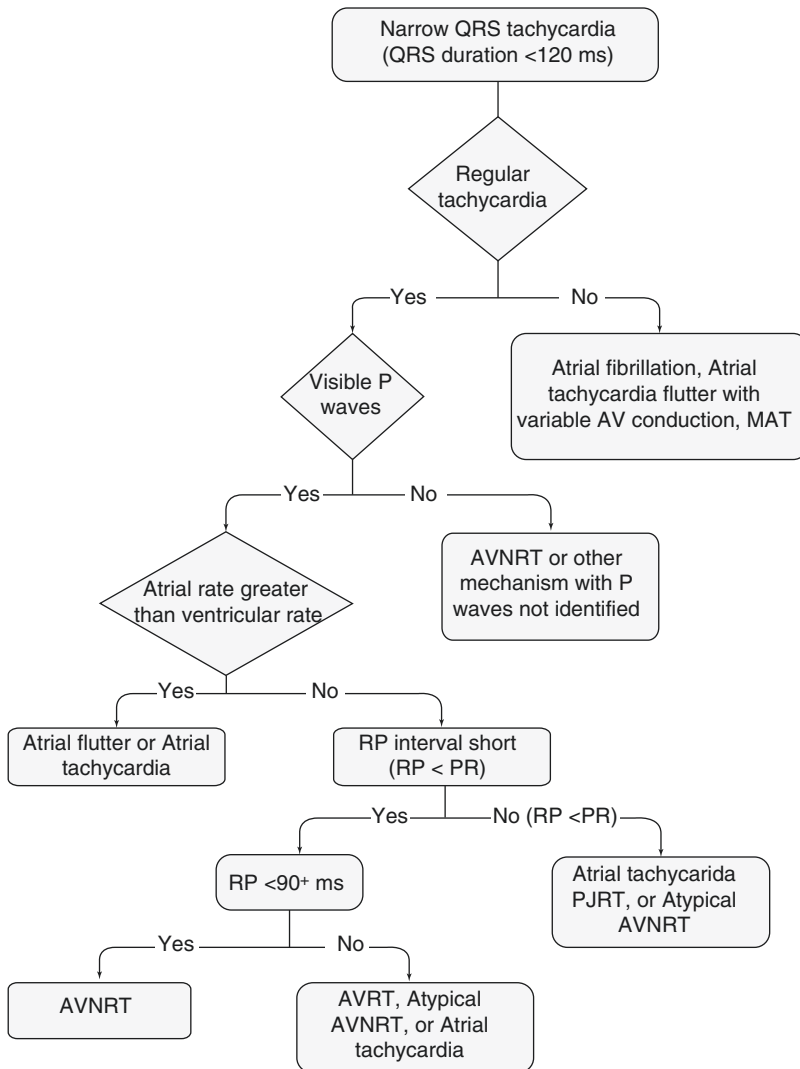 Narrow QRS tachycardia
(QRS duration <120 ms)
Regular
tachycardia
Yes
No
Visible P
waves
Atrial fibrillation, Atrial
tachycardia flutter with
variable AV conduction, MAT
Yes
No
Atrial rate greater
than ventricular rate
AVNRT or other
mechanism with P
waves not identified
Yes
No
Atrial flutter or Atrial
tachycardia
RP interval short
(RP < PR)
Yes
No (RP <PR)
RP <90⁺ ms
Atrial tachycarida
PJRT, or Atypical
AVNRT
Yes
No
AVNRT
AVRT, Atypical
AVNRT, or Atrial
tachycardia